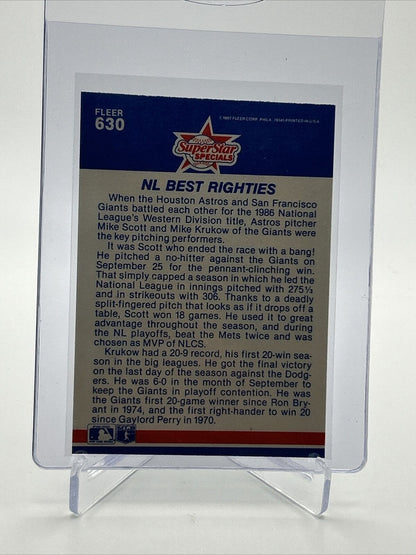 FLEER
630
©1987 FLEER CORP. PHILA. 19141/PRINTED IN U.S.A.
SuperStar
SPECIALS
NL BEST RIGHTIES
When the Houston Astros and San Francisco
Giants battled each other for the 1986 National
League's Western Division title, Astros pitcher
Mike Scott and Mike Krukow of the Giants were
the key pitching performers.
It was Scott who ended the race with a bang!
He pitched a no-hitter against the Giants on
September 25 for the pennant-clinching win.
That simply capped a season in which he led the
National League in innings pitched with 275⅓
and in strikeouts with 306. Thanks to a deadly
split-fingered pitch that looks as if it drops off a
table, Scott won 18 games. He used it to great
advantage throughout the season, and during
the NL playoffs, beat the Mets twice and was
chosen as MVP of NLCS.
Krukow had a 20-9 record, his first 20-win sea-
son in the big leagues. He got the final victory
on the last day of the season against the Dodg-
ers. He was 6-0 in the month of September to
keep the Giants in playoff contention. He was
the Giants first 20-game winner since Ron Bry-
ant in 1974, and the first right-hander to win 20
since Gaylord Perry in 1970.